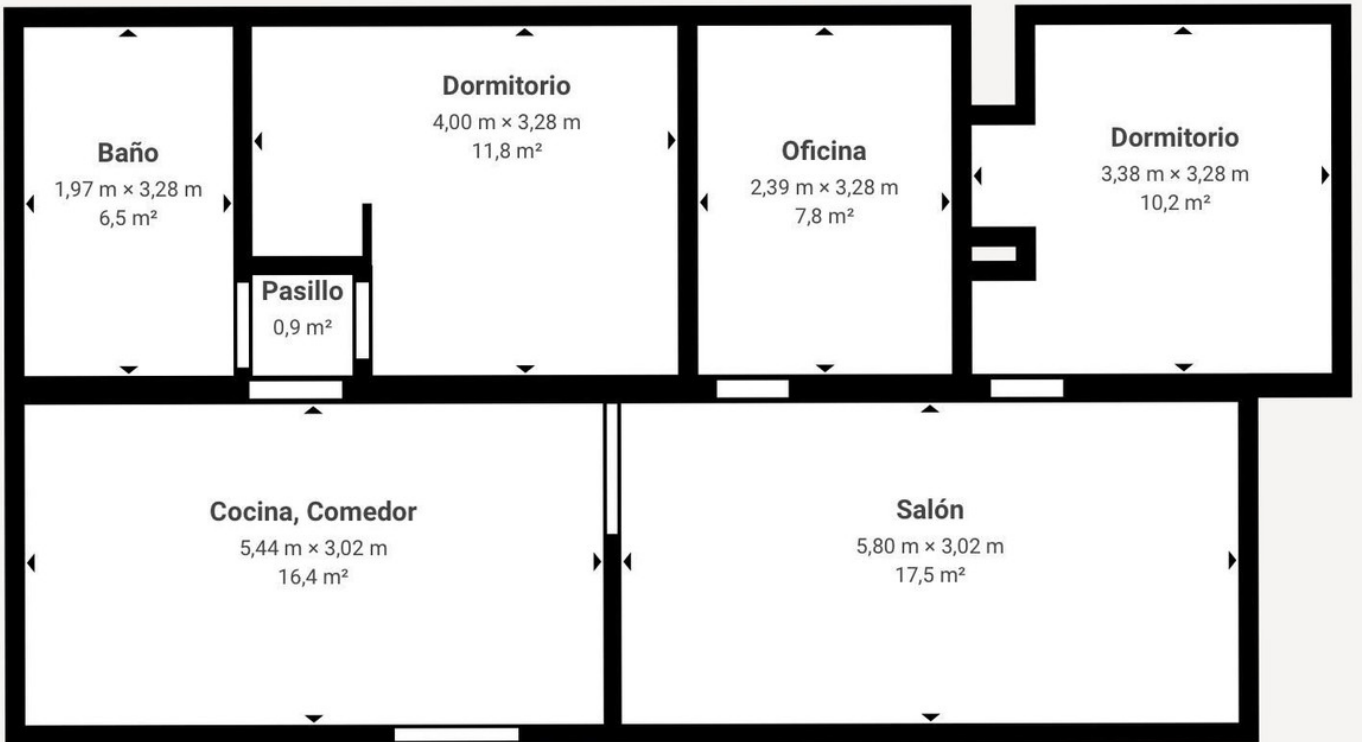 Baño
1,97 m × 3,28 m
6,5 m²
Dormitorio
4,00 m × 3,28 m
11,8 m²
Oficina
2,39 m × 3,28 m
7,8 m²
Dormitorio
3,38 m × 3,28 m
10,2 m²
Pasillo
0,9 m²
Cocina, Comedor
5,44 m × 3,02 m
16,4 m²
Salón
5,80 m × 3,02 m
17,5 m²